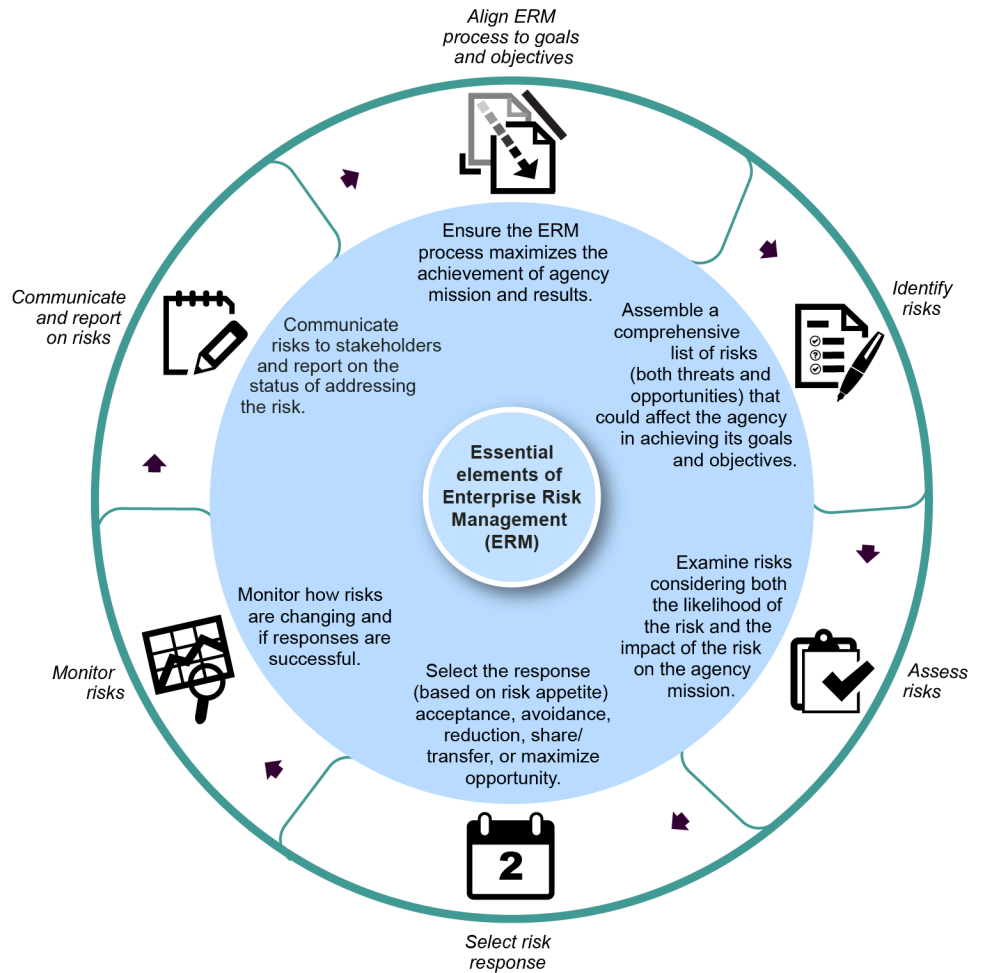 Align ERM
process to goals
and objectives
Ensure the ERM
process maximizes the
achievement of agency
mission and results.
Identify
risks
Assemble a
comprehensive
list of risks
(both threats and
opportunities) that
could affect the agency
in achieving its goals
and objectives.
Assess
risks
Examine risks
considering both
the likelihood of
the risk and the
impact of the risk
on the agency
mission.
Select risk
response
Select the response
(based on risk appetite)
acceptance, avoidance,
reduction, share/
transfer, or maximize
opportunity.
2
Monitor
risks
Monitor how risks
are changing and
if responses are
successful.
Communicate
and report
on risks
Communicate
risks to stakeholders
and report on the
status of addressing
the risk.
Essential
elements of
Enterprise Risk
Management
(ERM)